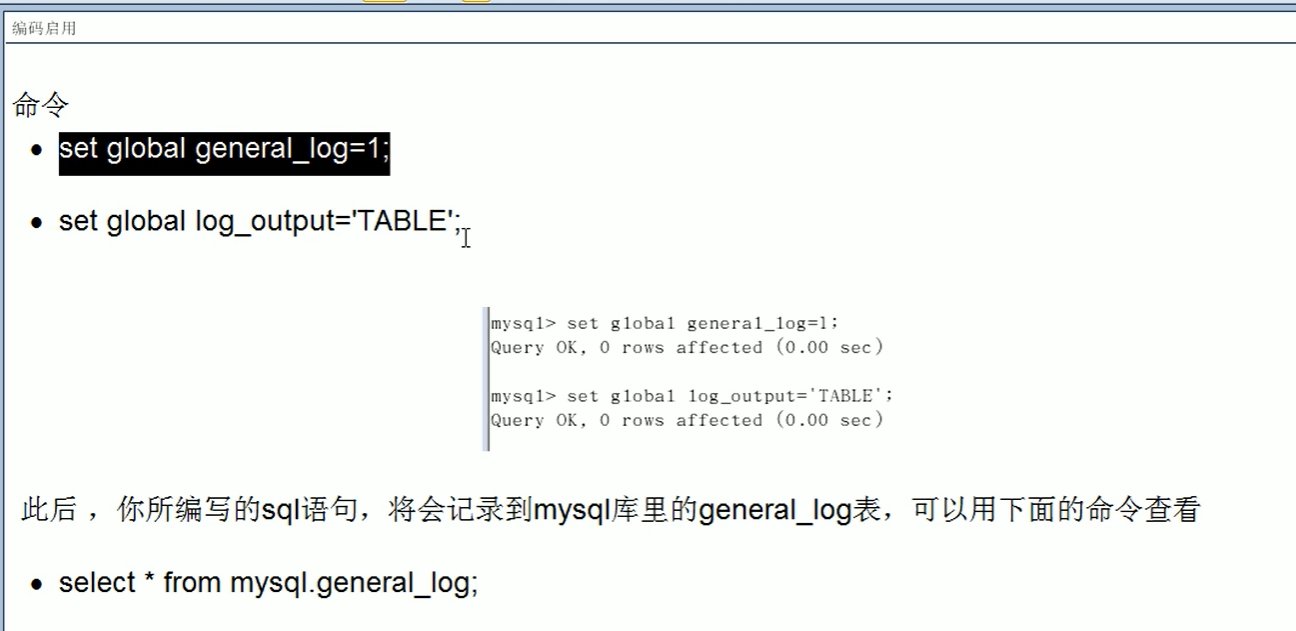 编码启用
命令
• set global general_log=1;
• set global log_output='TABLE';
mysql> set global general_log=1;
Query OK, 0 rows affected (0.00 sec)
mysql> set global log_output='TABLE';
Query OK, 0 rows affected (0.00 sec)
此后 ，你所编写的sql语句，将会记录到mysql库里的general_log表，可以用下面的命令查看
• select * from mysql.general_log;